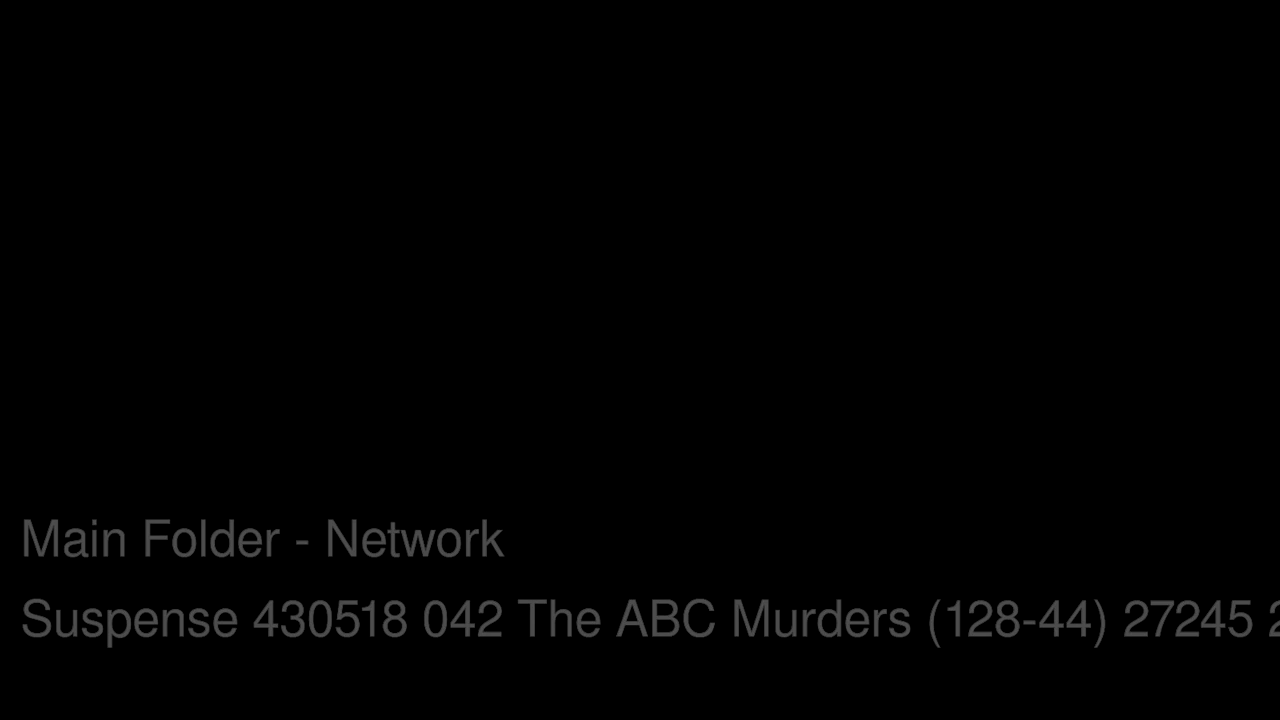 Main Folder - Network
Suspense 430518 042 The ABC Murders (128-44) 27245